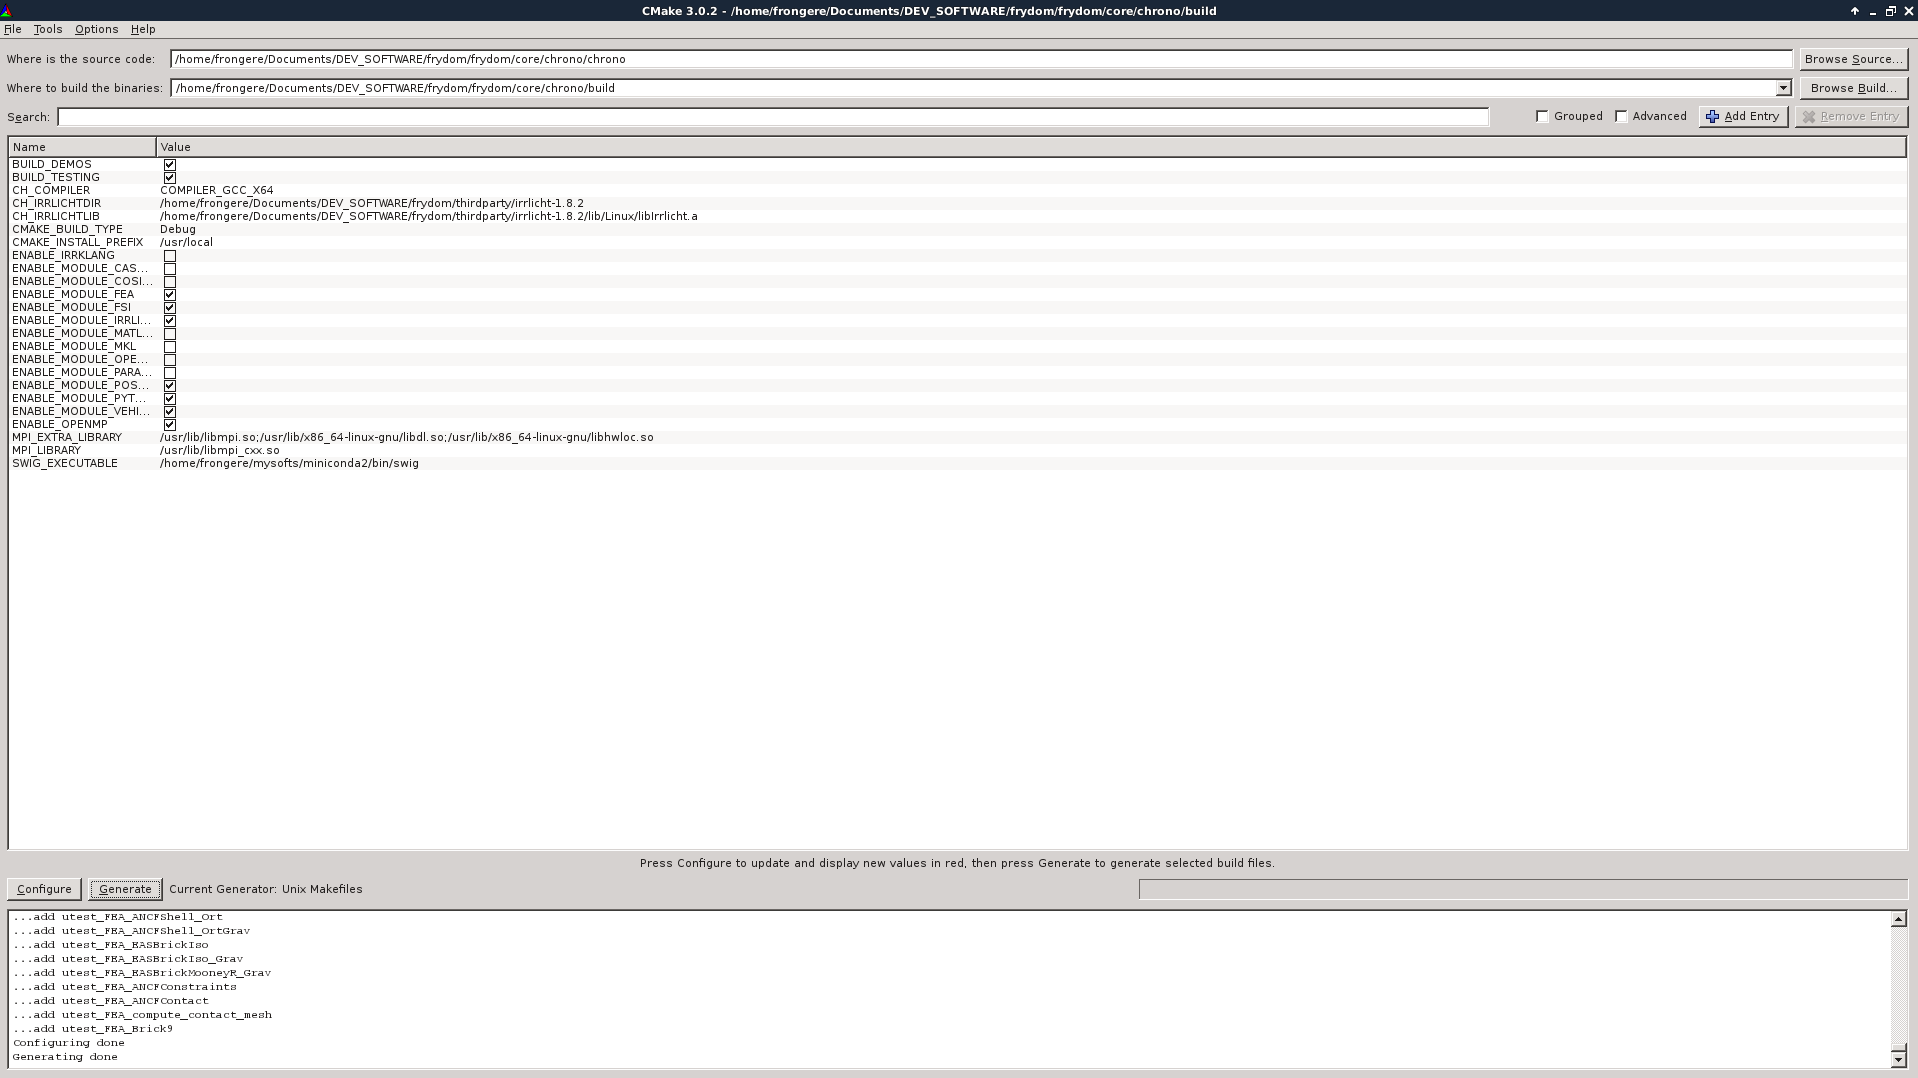 CMake 3.0.2 - /home/frongere/Documents/DEV_SOFTWARE/frydom/frydom/core/chrono/build
File Tools Options Help
Where is the source code: /home/frongere/Documents/DEV_SOFTWARE/frydom/frydom/core/chrono/chrono Browse Source...
Where to build the binaries: /home/frongere/Documents/DEV_SOFTWARE/frydom/frydom/core/chrono/build Browse Build...
Search: Grouped Advanced Add Entry Remove Entry
Name Value
BUILD_DEMOS
BUILD_TESTING
CH_COMPILER COMPILER_GCC_X64
CH_IRRLICHTDIR /home/frongere/Documents/DEV_SOFTWARE/frydom/thirdparty/irrlicht-1.8.2
CH_IRRLICHTLIB /home/frongere/Documents/DEV_SOFTWARE/frydom/thirdparty/irrlicht-1.8.2/lib/Linux/libIrrlicht.a
CMAKE_BUILD_TYPE Debug
CMAKE_INSTALL_PREFIX /usr/local
ENABLE_IRRKLANG
ENABLE_MODULE_CAS...
ENABLE_MODULE_COSI...
ENABLE_MODULE_FEA
ENABLE_MODULE_FSI
ENABLE_MODULE_IRRLI...
ENABLE_MODULE_MATL...
ENABLE_MODULE_MKL
ENABLE_MODULE_OPE...
ENABLE_MODULE_PARA...
ENABLE_MODULE_POS...
ENABLE_MODULE_PYT...
ENABLE_MODULE_VEHI...
ENABLE_OPENMP
MPI_EXTRA_LIBRARY /usr/lib/libmpi.so;/usr/lib/x86_64-linux-gnu/libdl.so;/usr/lib/x86_64-linux-gnu/libhwloc.so
MPI_LIBRARY /usr/lib/libmpi_cxx.so
SWIG_EXECUTABLE /home/frongere/mysofts/miniconda2/bin/swig
Press Configure to update and display new values in red, then press Generate to generate selected build files.
Configure Generate Current Generator: Unix Makefiles
...add utest_FEA_ANCFShell_Ort
...add utest_FEA_ANCFShell_OrtGrav
...add utest_FEA_EASBrickIso
...add utest_FEA_EASBrickIso_Grav
...add utest_FEA_EASBrickMooneyR_Grav
...add utest_FEA_ANCFConstraints
...add utest_FEA_ANCFContact
...add utest_FEA_compute_contact_mesh
...add utest_FEA_Brick9
Configuring done
Generating done